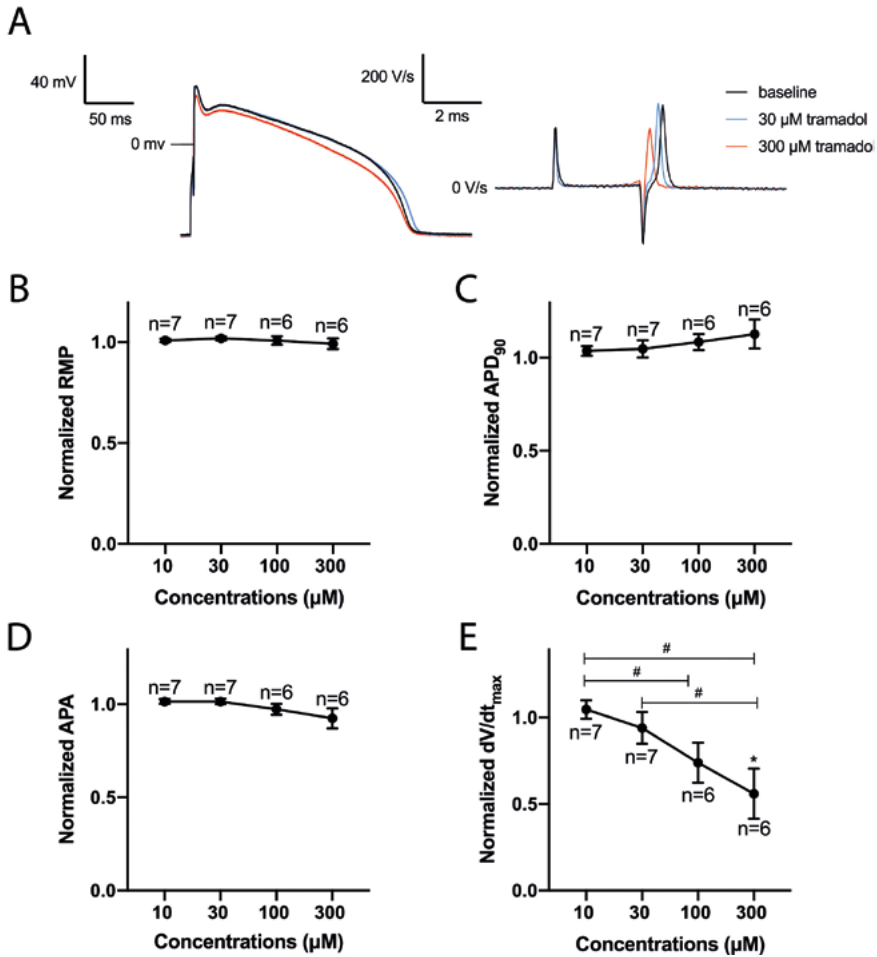 A
40 mV
50 ms
0 mv
200 V/s
2 ms
0 V/s
baseline
30 µM tramadol
300 µM tramadol
B
Normalized RMP
1.0
0.5
0.0
n=7 n=7 n=6 n=6
10 30 100 300
Concentrations (µM)
C
Normalized APD90
1.0
0.5
0.0
n=7 n=7 n=6 n=6
10 30 100 300
Concentrations (µM)
D
Normalized APA
1.0
0.5
0.0
n=7 n=7 n=6 n=6
10 30 100 300
Concentrations (µM)
E
Normalized dV/dtmax
1.0
0.5
0.0
#
#
#
*
n=7 n=7 n=6 n=6
10 30 100 300
Concentrations (µM)